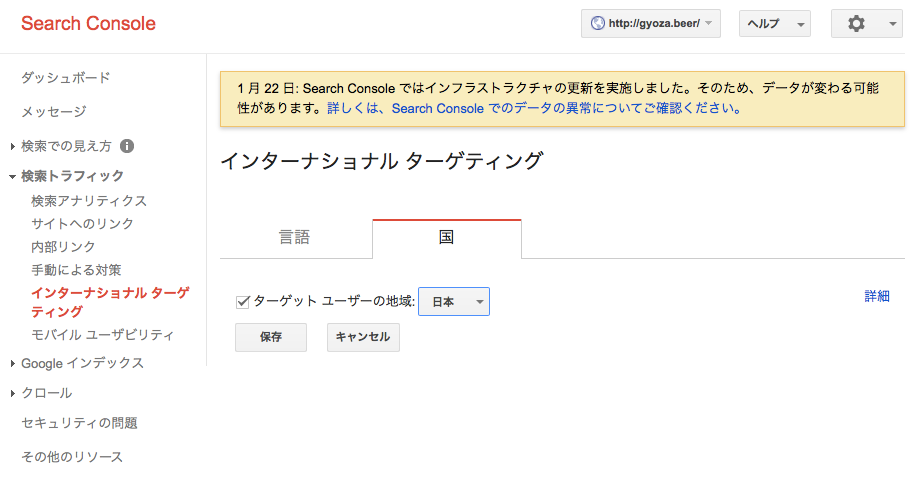 Search Console
http://gyoza.beer/
ヘルプ
ダッシュボード
メッセージ
検索での見え方
検索トラフィック
検索アナリティクス
サイトへのリンク
内部リンク
手動による対策
インターナショナル ターゲ
ティング
モバイル ユーザビリティ
Google インデックス
クロール
セキュリティの問題
その他のリソース
1 月 22 日: Search Console ではインフラストラクチャの更新を実施しました。そのため、データが変わる可能
性があります。詳しくは、Search Console でのデータの異常についてご確認ください。
インターナショナル ターゲティング
言語
国
ターゲット ユーザーの地域: 日本
詳細
保存
キャンセル